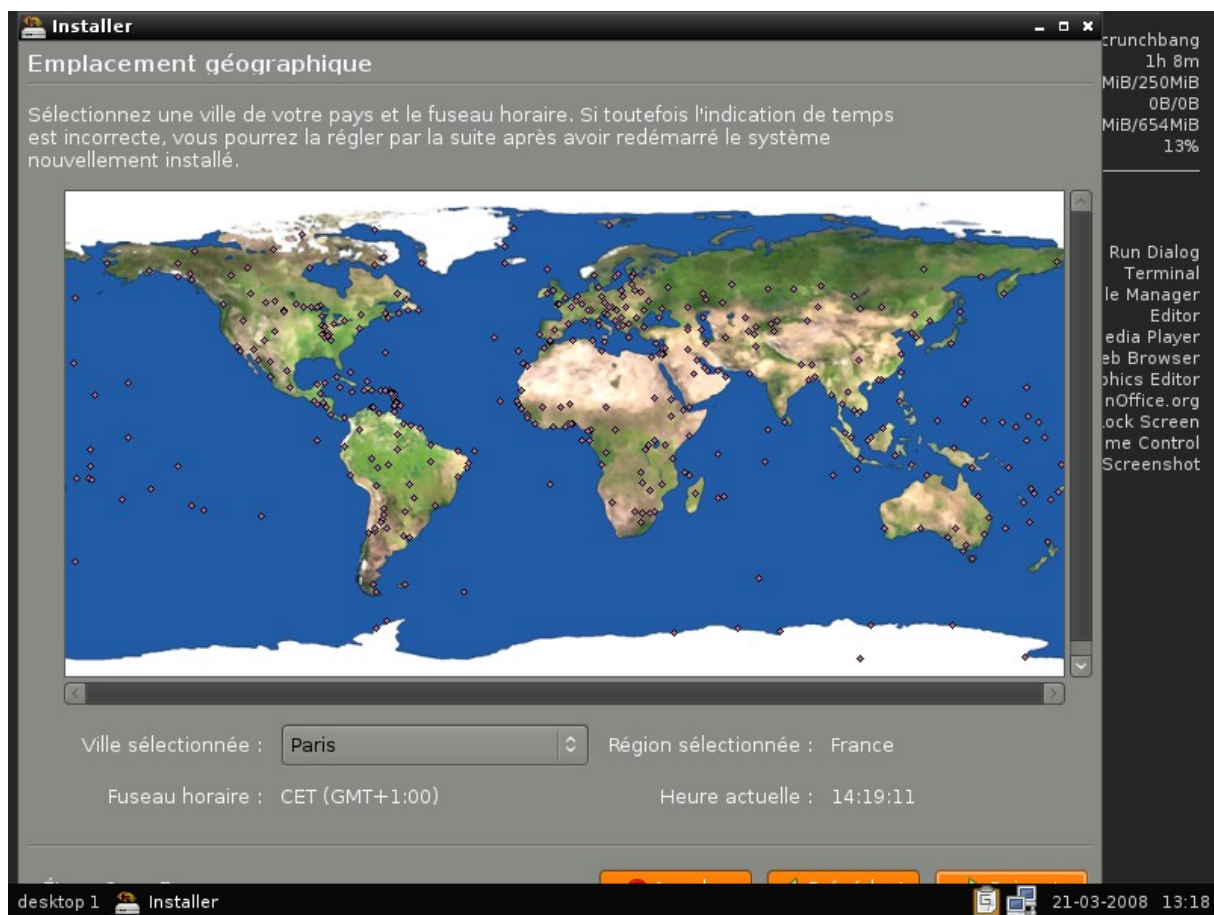 Installer
Emplacement géographique
Sélectionnez une ville de votre pays et le fuseau horaire. Si toutefois l'indication de temps
est incorrecte, vous pourrez la régler par la suite après avoir redémarré le système
nouvellement installé.
Ville sélectionnée :
Paris
Région sélectionnée :
France
Fuseau horaire :
CET (GMT+1:00)
Heure actuelle :
14:19:11
crunchbang
1h 8m
MiB/250MiB
0B/0B
MiB/654MiB
13%
Run Dialog
Terminal
le Manager
Editor
edia Player
eb Browser
phics Editor
nOffice.org
ock Screen
me Control
Screenshot
desktop 1
Installer
21-03-2008 13:18